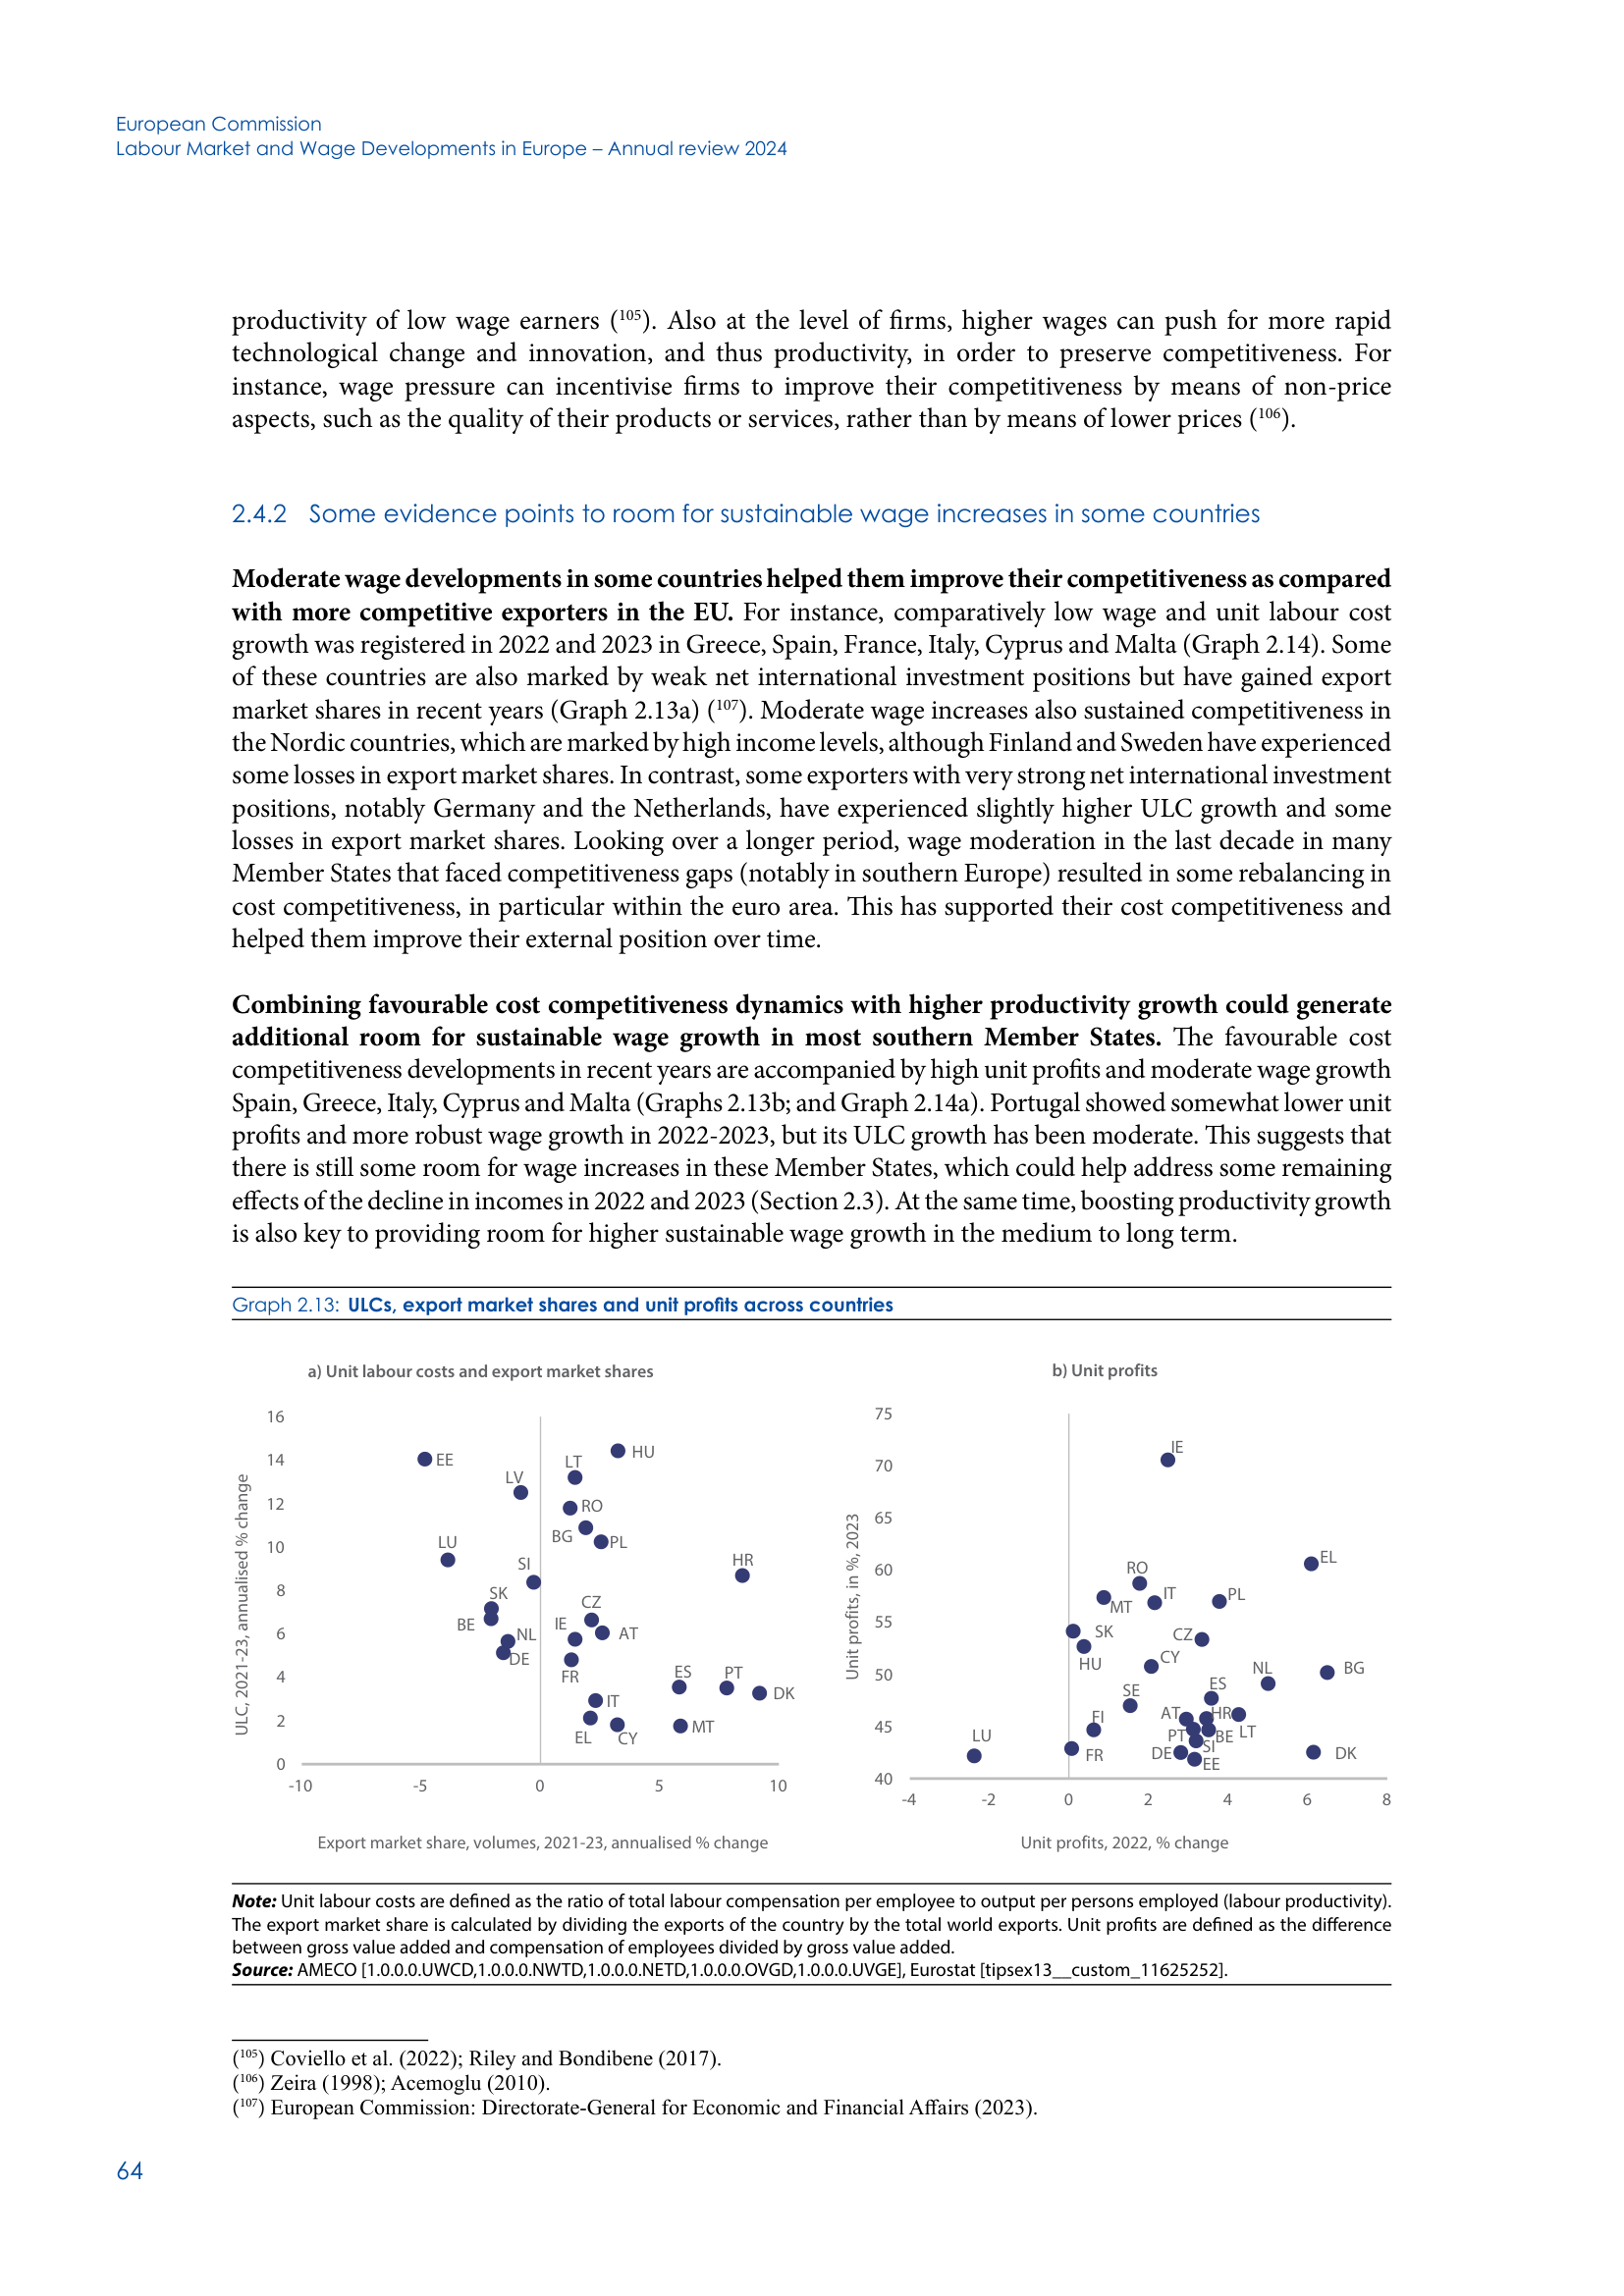 European Commission
Labour Market and Wage Developments in Europe – Annual review 2024
productivity of low wage earners (105). Also at the level of firms, higher wages can push for more rapid
technological change and innovation, and thus productivity, in order to preserve competitiveness. For
instance, wage pressure can incentivise firms to improve their competitiveness by means of non-price
aspects, such as the quality of their products or services, rather than by means of lower prices (106).
2.4.2 Some evidence points to room for sustainable wage increases in some countries
Moderate wage developments in some countries helped them improve their competitiveness as compared
with more competitive exporters in the EU. For instance, comparatively low wage and unit labour cost
growth was registered in 2022 and 2023 in Greece, Spain, France, Italy, Cyprus and Malta (Graph 2.14). Some
of these countries are also marked by weak net international investment positions but have gained export
market shares in recent years (Graph 2.13a) (107). Moderate wage increases also sustained competitiveness in
the Nordic countries, which are marked by high income levels, although Finland and Sweden have experienced
some losses in export market shares. In contrast, some exporters with very strong net international investment
positions, notably Germany and the Netherlands, have experienced slightly higher ULC growth and some
losses in export market shares. Looking over a longer period, wage moderation in the last decade in many
Member States that faced competitiveness gaps (notably in southern Europe) resulted in some rebalancing in
cost competitiveness, in particular within the euro area. This has supported their cost competitiveness and
helped them improve their external position over time.
Combining favourable cost competitiveness dynamics with higher productivity growth could generate
additional room for sustainable wage growth in most southern Member States. The favourable cost
competitiveness developments in recent years are accompanied by high unit profits and moderate wage growth
Spain, Greece, Italy, Cyprus and Malta (Graphs 2.13b; and Graph 2.14a). Portugal showed somewhat lower unit
profits and more robust wage growth in 2022-2023, but its ULC growth has been moderate. This suggests that
there is still some room for wage increases in these Member States, which could help address some remaining
effects of the decline in incomes in 2022 and 2023 (Section 2.3). At the same time, boosting productivity growth
is also key to providing room for higher sustainable wage growth in the medium to long term.
Graph 2.13: ULCs, export market shares and unit profits across countries
a) Unit labour costs and export market shares
ULC, 2021-23, annualised % change
16
14
12
10
8
6
4
2
0
EE
HU
LT
LV
RO
BG
PL
LU
HR
SI
SK
BE
CZ
IE
AT
NL
DE
FR
ES
PT
DK
IT
EL
CY
MT
-10
-5
0
5
10
Export market share, volumes, 2021-23, annualised % change
b) Unit profits
Unit profits, in %, 2023
75
70
65
60
55
50
45
40
IE
EL
RO
IT
MT
PL
SK
CZ
HU
CY
NL
BG
SE
ES
FI
AT
HR
LT
PT
BE
SI
LU
FR
DE
EE
DK
-4
-2
0
2
4
6
8
Unit profits, 2022, % change
Note: Unit labour costs are defined as the ratio of total labour compensation per employee to output per persons employed (labour productivity).
The export market share is calculated by dividing the exports of the country by the total world exports. Unit profits are defined as the difference
between gross value added and compensation of employees divided by gross value added.
Source: AMECO [1.0.0.0.UWCD,1.0.0.0.NWTD,1.0.0.0.NETD,1.0.0.0.OVGD,1.0.0.0.UVGE], Eurostat [tipsex13__custom_11625252].
(105) Coviello et al. (2022); Riley and Bondibene (2017).
(106) Zeira (1998); Acemoglu (2010).
(107) European Commission: Directorate-General for Economic and Financial Affairs (2023).
64